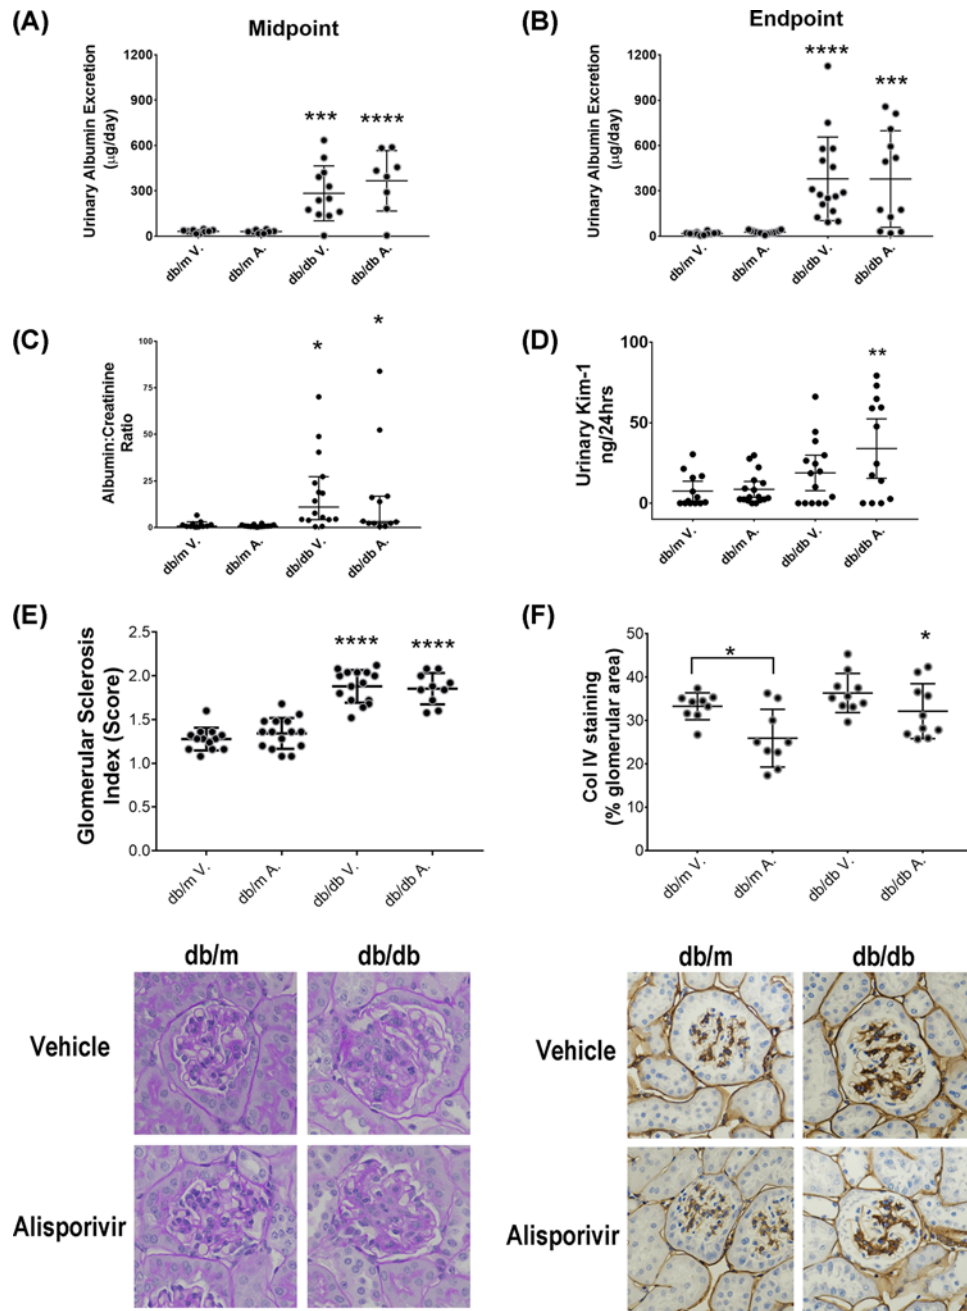 (A)
Midpoint
Urinary Albumin Excretion
(µg/day)
1200
900
600
300
0
***
****
db/m V.
db/m A.
db/db V.
db/db A.
(B)
Endpoint
Urinary Albumin Excretion
(µg/day)
1200
900
600
300
0
****
***
db/m V.
db/m A.
db/db V.
db/db A.
(C)
Albumin:Creatinine
Ratio
100
75
50
25
0
*
*
db/m V.
db/m A.
db/db V.
db/db A.
(D)
Urinary Kim-1
ng/24hrs
100
50
0
**
db/m V.
db/m A.
db/db V.
db/db A.
(E)
Glomerular Sclerosis
Index (Score)
2.5
2.0
1.5
1.0
0.5
0.0
****
****
db/m V.
db/m A.
db/db V.
db/db A.
(F)
Col IV staining
(% glomerular area)
50
40
30
20
10
0
*
*
db/m V.
db/m A.
db/db V.
db/db A.
db/m
db/db
Vehicle
Alisporivir
db/m
db/db
Vehicle
Alisporivir